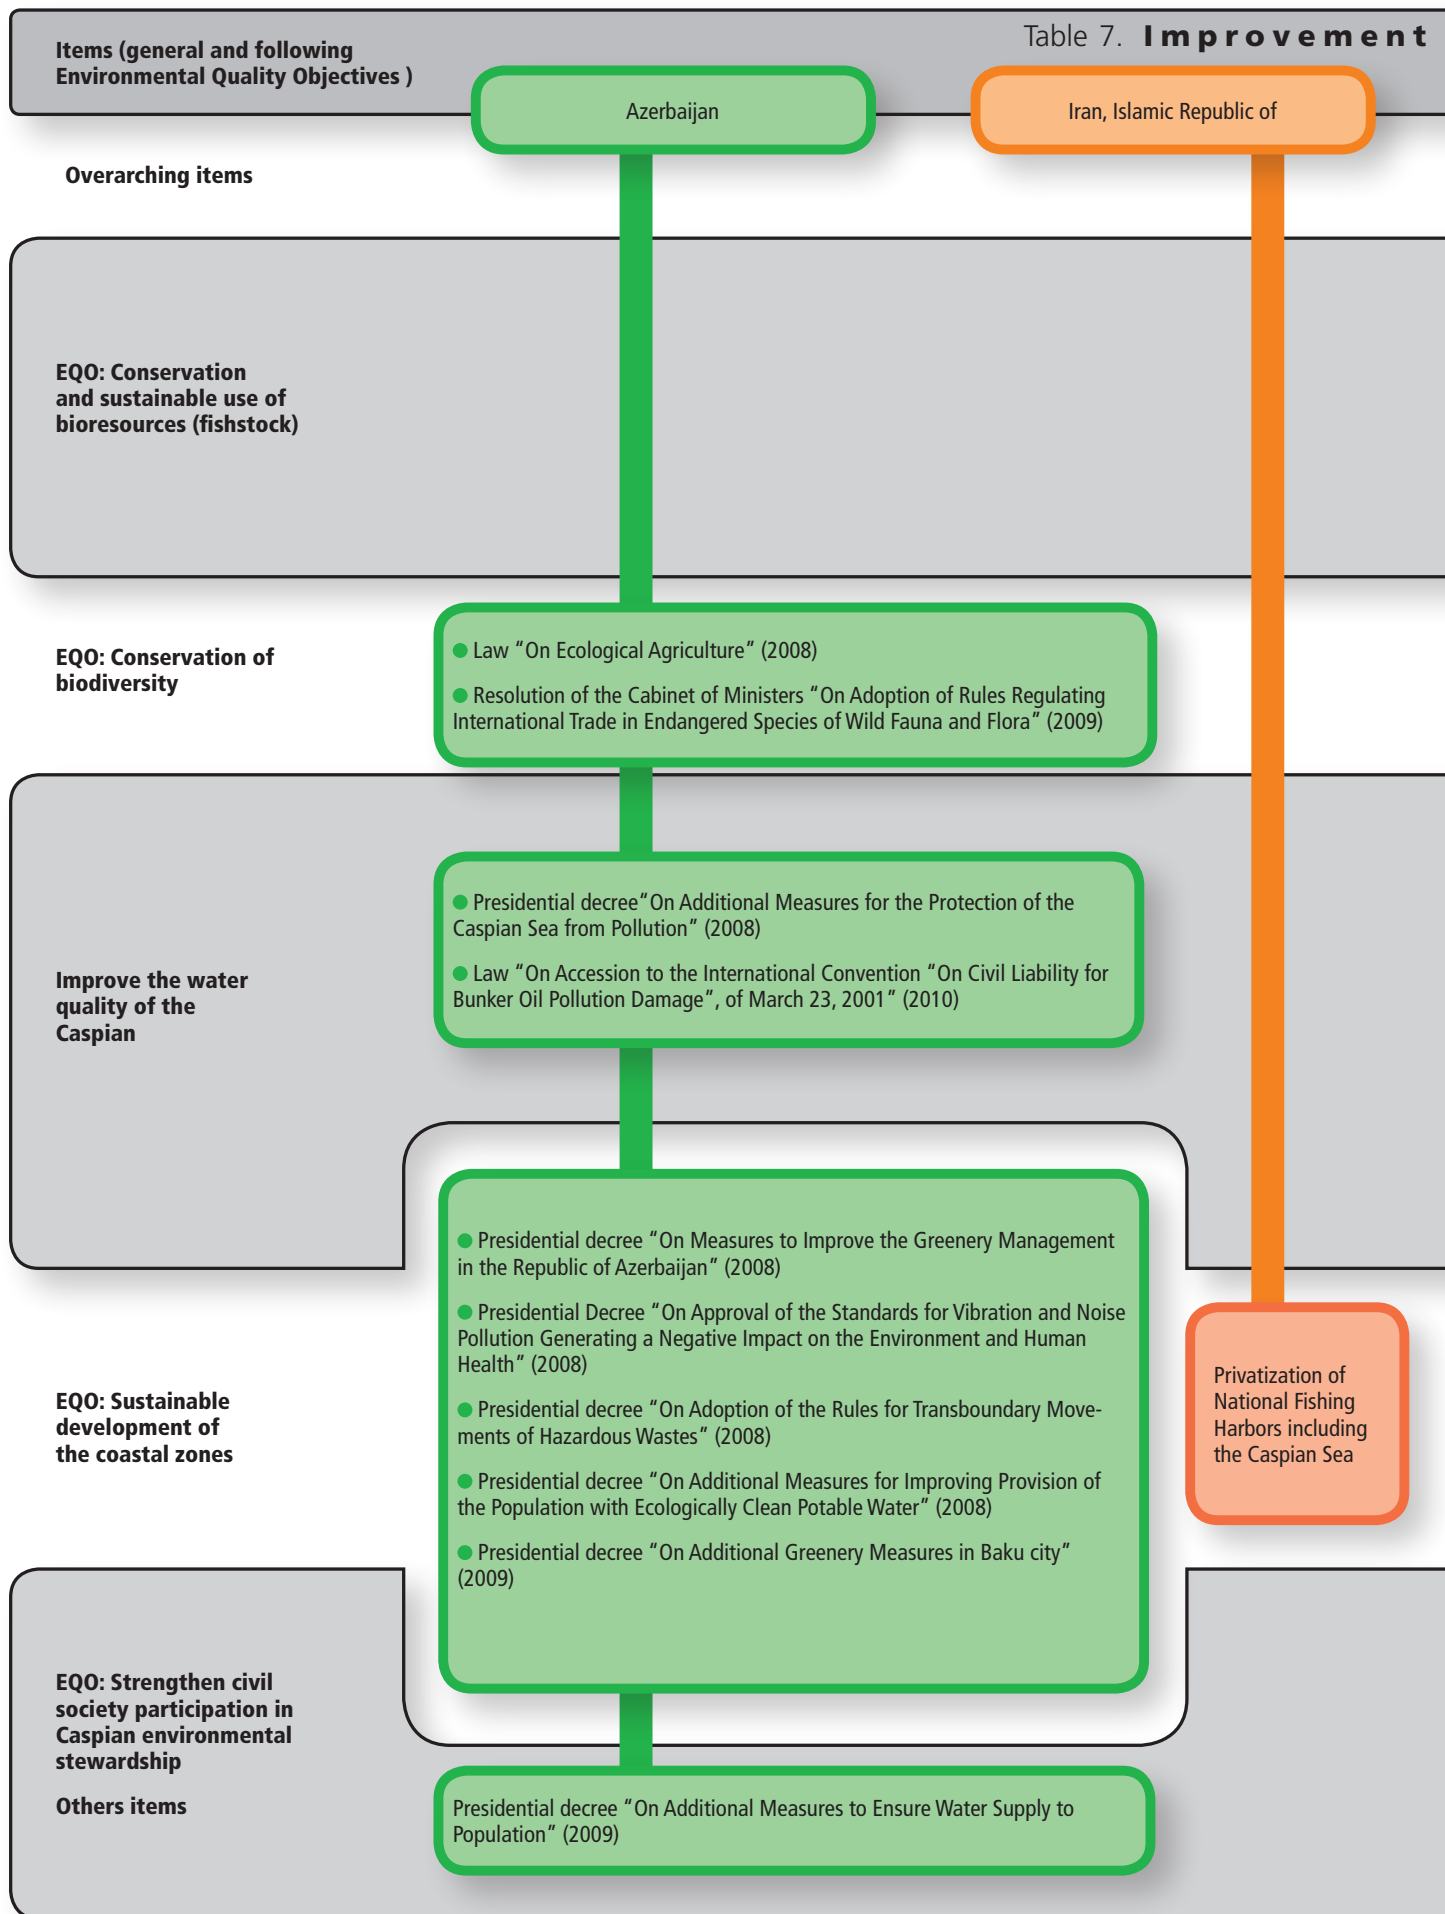 Table 7. Improvement
Items (general and following
Environmental Quality Objectives )
Azerbaijan
Iran, Islamic Republic of
Overarching items
EQO: Conservation
and sustainable use of
bioresources (fishstock)
EQO: Conservation of
biodiversity
● Law “On Ecological Agriculture” (2008)
● Resolution of the Cabinet of Ministers “On Adoption of Rules Regulating
International Trade in Endangered Species of Wild Fauna and Flora” (2009)
Improve the water
quality of the
Caspian
● Presidential decree“On Additional Measures for the Protection of the
Caspian Sea from Pollution” (2008)
● Law “On Accession to the International Convention “On Civil Liability for
Bunker Oil Pollution Damage”, of March 23, 2001” (2010)
EQO: Sustainable
development of
the coastal zones
● Presidential decree “On Measures to Improve the Greenery Management
in the Republic of Azerbaijan” (2008)
● Presidential Decree “On Approval of the Standards for Vibration and Noise
Pollution Generating a Negative Impact on the Environment and Human
Health” (2008)
● Presidential decree “On Adoption of the Rules for Transboundary Move-
ments of Hazardous Wastes” (2008)
● Presidential decree “On Additional Measures for Improving Provision of
the Population with Ecologically Clean Potable Water” (2008)
● Presidential decree “On Additional Greenery Measures in Baku city”
(2009)
Privatization of
National Fishing
Harbors including
the Caspian Sea
EQO: Strengthen civil
society participation in
Caspian environmental
stewardship
Others items
Presidential decree “On Additional Measures to Ensure Water Supply to
Population” (2009)